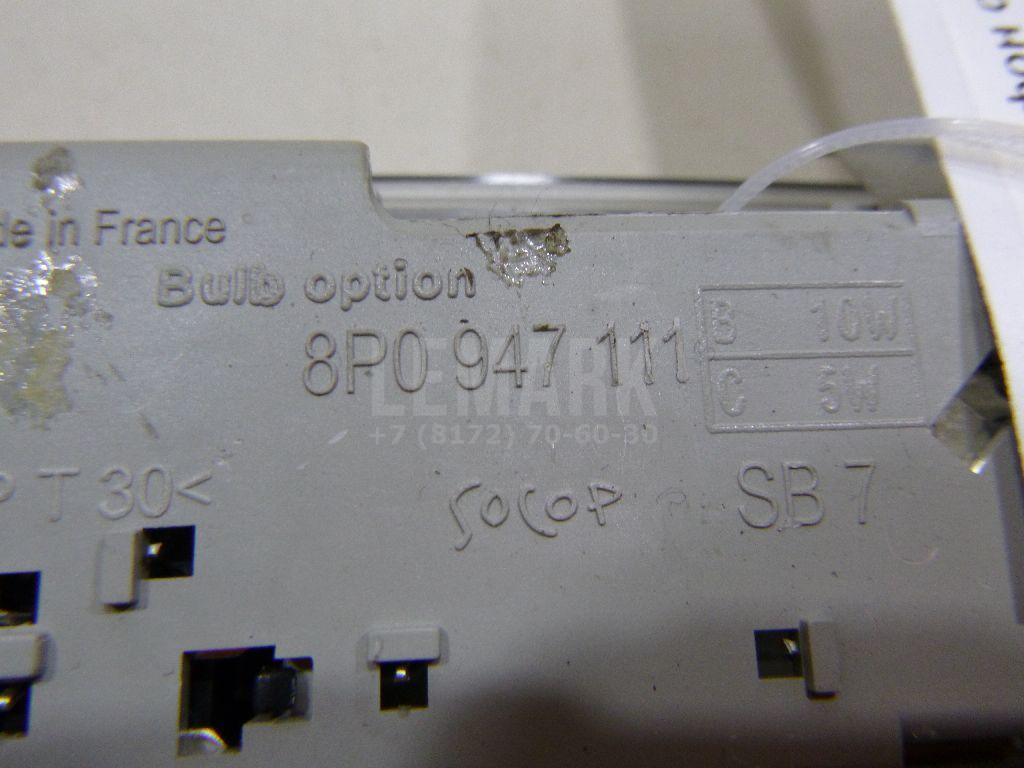 de in France
Bulb option
8P0 947 111
B 10W
C 5W
LEMARK
+7 (8172) 70-60-30
P T 30<
SOCOP
SB 7